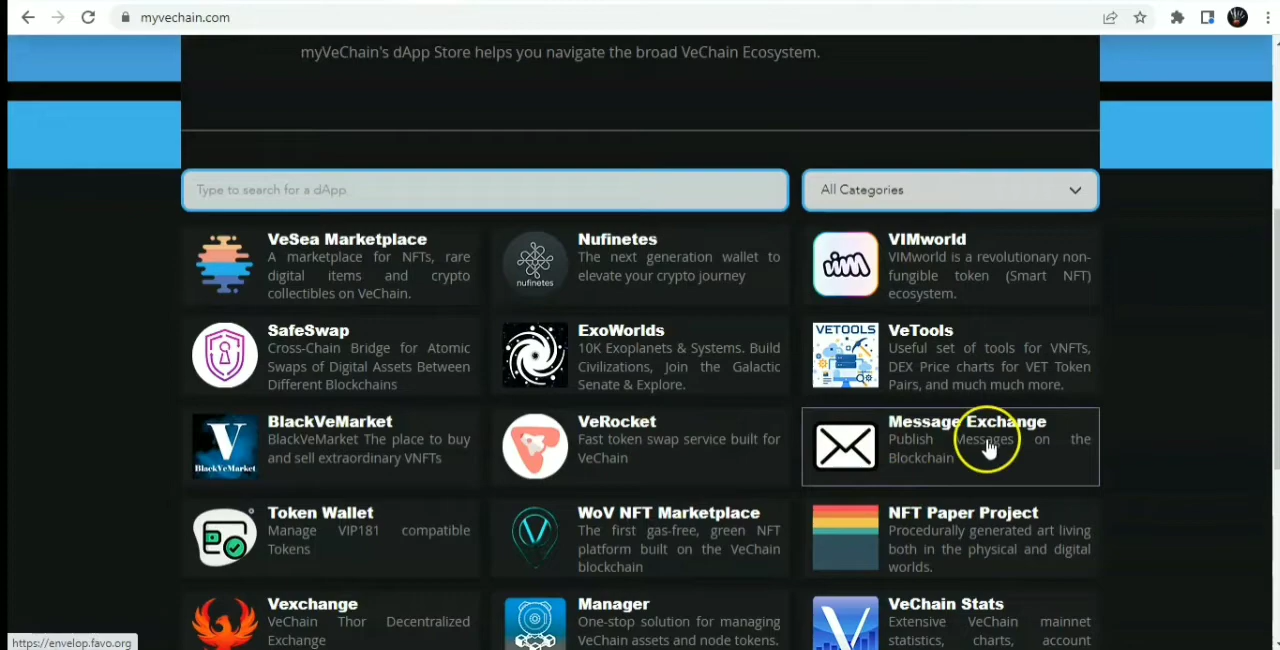 myvechain.com
myVeChain's dApp Store helps you navigate the broad VeChain Ecosystem.
Type to search for a dApp
All Categories
VeSea Marketplace
A marketplace for NFTs, rare
digital items and crypto
collectibles on VeChain.
nufinetes
Nufinetes
The next generation wallet to
elevate your crypto journey
vim
VIMworld
VIMworld is a revolutionary non-
fungible token (Smart NFT)
ecosystem.
SafeSwap
Cross-Chain Bridge for Atomic
Swaps of Digital Assets Between
Different Blockchains
ExoWorlds
10K Exoplanets & Systems. Build
Civilizations, Join the Galactic
Senate & Explore.
VETOOLS
VeTools
Useful set of tools for VNFTs,
DEX Price charts for VET Token
Pairs, and much much more.
V
BlackVeMarket
BlackVeMarket
BlackVeMarket The place to buy
and sell extraordinary VNFTs
VeRocket
Fast token swap service built for
VeChain
Message Exchange
Publish Messages on the
Blockchain
Token Wallet
Manage VIP181 compatible
Tokens
WoV NFT Marketplace
The first gas-free, green NFT
platform built on the VeChain
blockchain
NFT Paper Project
Procedurally generated art living
both in the physical and digital
worlds.
Vexchange
VeChain Thor Decentralized
Exchange
Manager
One-stop solution for managing
VeChain assets and node tokens.
VeChain Stats
Extensive VeChain mainnet
statistics, charts, account
https://envelop.favo.org